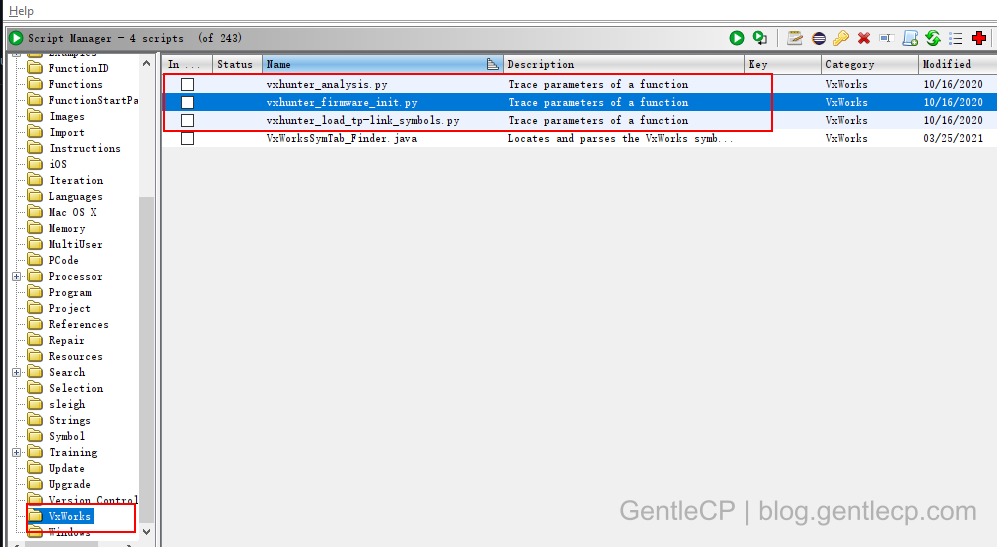 Help
Script Manager - 4 scripts (of 243)
Examples
FunctionID
Functions
FunctionStartPa
Images
Import
Instructions
iOS
Iteration
Languages
Mac OS X
Memory
MultiUser
PCode
Processor
Program
Project
References
Repair
Resources
Search
Selection
sleigh
Strings
Symbol
Training
Update
Upgrade
Version Control
VxWorks
Windows
In ... Status Name Description Key Category Modified
vxhunter_analysis.py Trace parameters of a function VxWorks 10/16/2020
vxhunter_firmware_init.py Trace parameters of a function VxWorks 10/16/2020
vxhunter_load_tp-link_symbols.py Trace parameters of a function VxWorks 10/16/2020
VxWorksSymTab_Finder.java Locates and parses the VxWorks symb... VxWorks 03/25/2021
GentleCP | blog.gentlecp.com